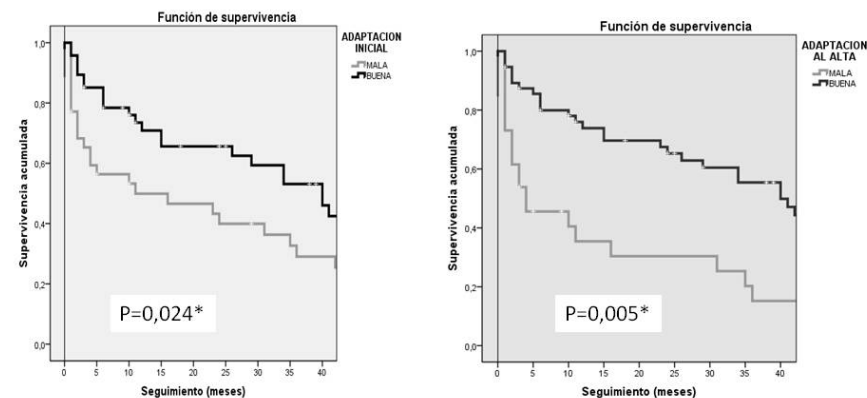 Función de supervivencia
ADAPTACION
INICIAL
MALA
BUENA
Supervivencia acumulada
1,0
0,8
0,6
0,4
0,2
0,0
P=0,024*
0 5 10 15 20 25 30 35 40
Seguimiento (meses)
Función de supervivencia
ADAPTACION
AL ALTA
MALA
BUENA
Supervivencia acumulada
1,0
0,8
0,6
0,4
0,2
0,0
P=0,005*
0 5 10 15 20 25 30 35 40
Seguimiento (meses)